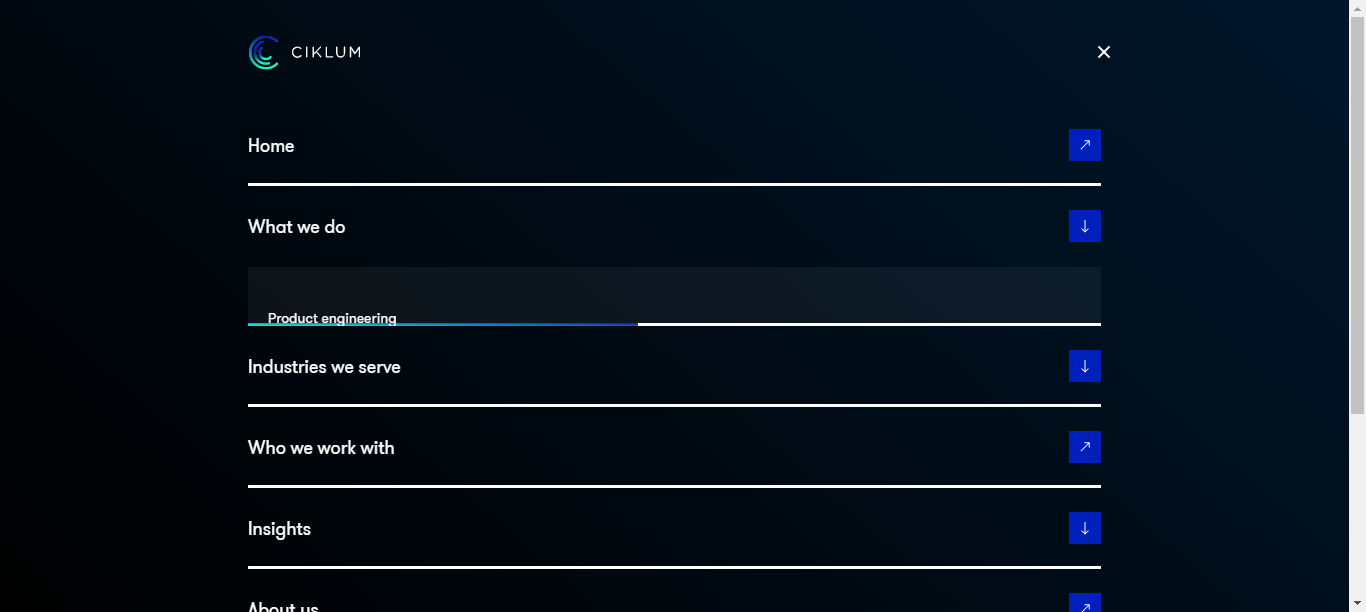 CIKLUM
Home
What we do
Product engineering
Industries we serve
Who we work with
Insights
About us